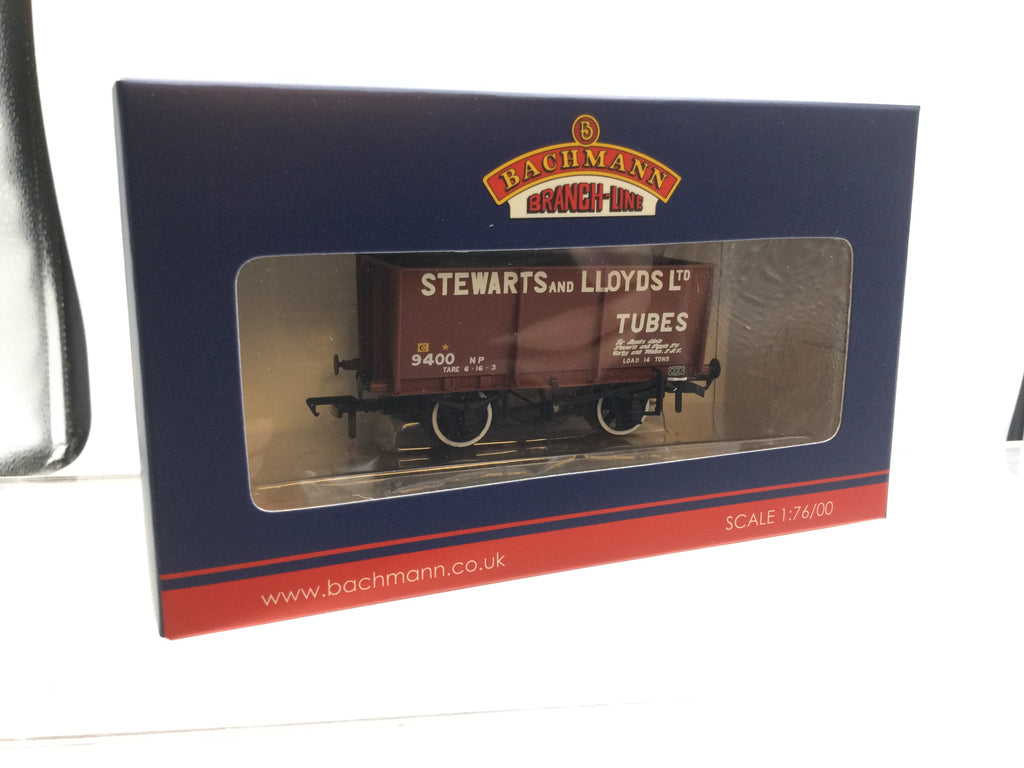 B
BACHMANN
BRANCH-LINE
STEWARTS AND LLOYDS LTD
TUBES
C
9400 NP
TARE 6-16-3
LOAD 14 TONS
SCALE 1:76/00
www.bachmann.co.uk